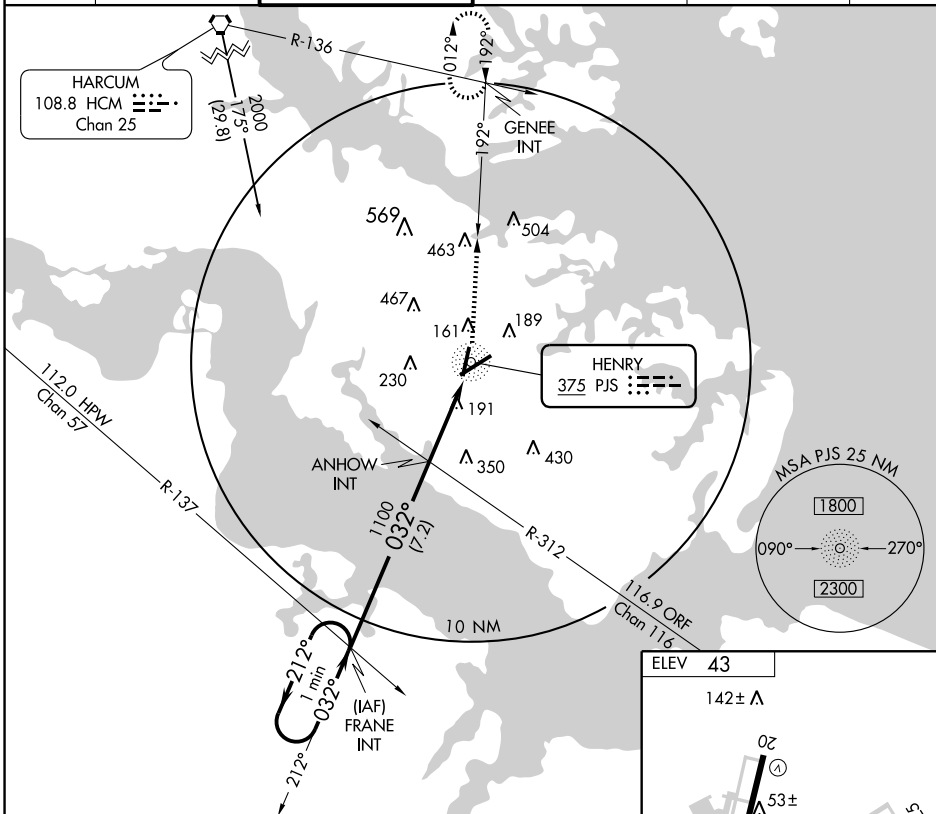 R-136
012°
192°
HARCUM
108.8 HCM
Chan 25
2000
175°
(29.8)
GENEE
INT
192°
569
504
463
467
161
189
230
HENRY
375 PJS
112.0 HPW
Chan 57
191
ANHOW
INT
350
430
MSA PJS 25 NM
1800
090°
270°
2300
R-137
1100
032°
(7.2)
R-312
116.9 ORF
Chan 116
10 NM
212°
1 min
032°
(IAF)
FRANE
INT
212°
ELEV 43
142±
20
V
53±